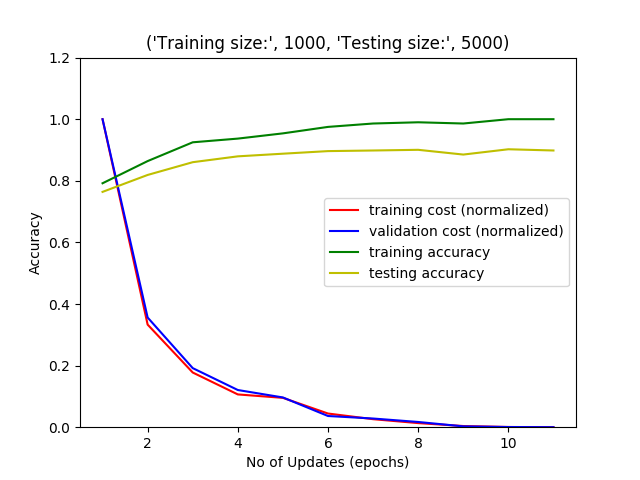 ('Training size:', 1000, 'Testing size:', 5000)
1.2
1.0
0.8
0.6
0.4
0.2
0.0
Accuracy
training cost (normalized)
validation cost (normalized)
training accuracy
testing accuracy
2 4 6 8 10
No of Updates (epochs)